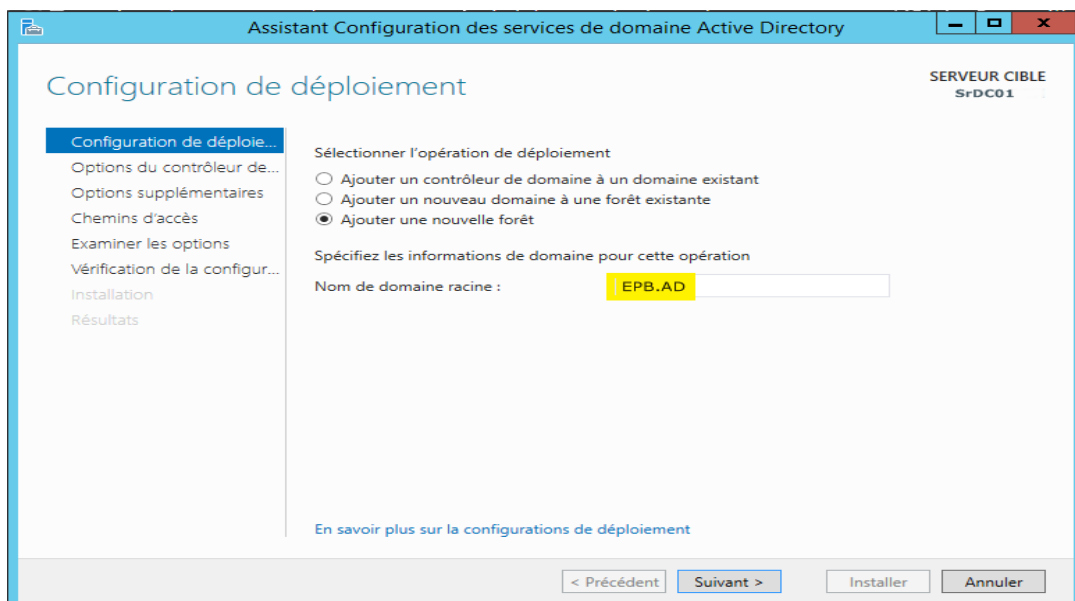 Assistant Configuration des services de domaine Active Directory
Configuration de déploiement
SERVEUR CIBLE
SrDC01
Configuration de déploie...
Options du contrôleur de...
Options supplémentaires
Chemins d'accès
Examiner les options
Vérification de la configur...
Installation
Résultats
Sélectionner l'opération de déploiement
Ajouter un contrôleur de domaine à un domaine existant
Ajouter un nouveau domaine à une forêt existante
Ajouter une nouvelle forêt
Spécifiez les informations de domaine pour cette opération
Nom de domaine racine : EPB.AD
En savoir plus sur la configurations de déploiement
< Précédent Suivant > Installer Annuler